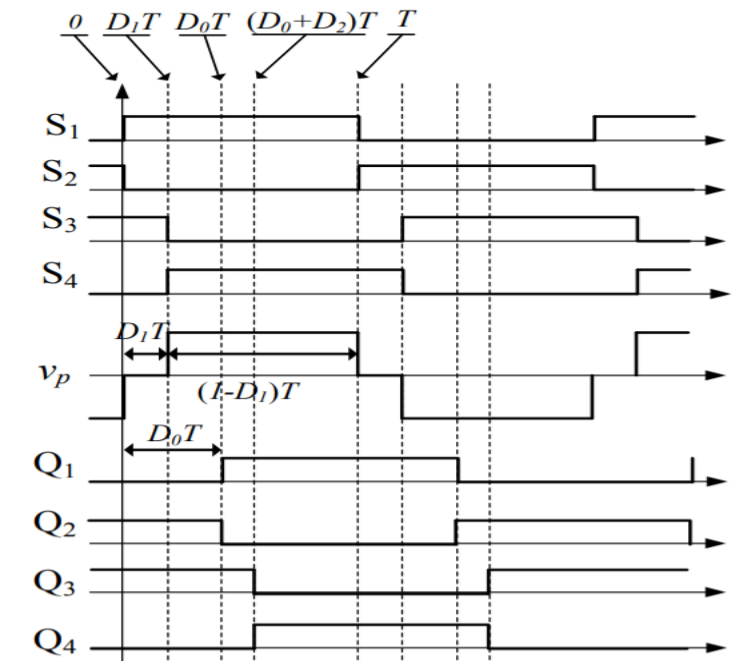 0 D₁T D₀T (D₀+D₂)T T
S₁
S₂
S₃
S₄
D₁T
vₚ
(1-D₁)T
D₀T
Q₁
Q₂
Q₃
Q₄